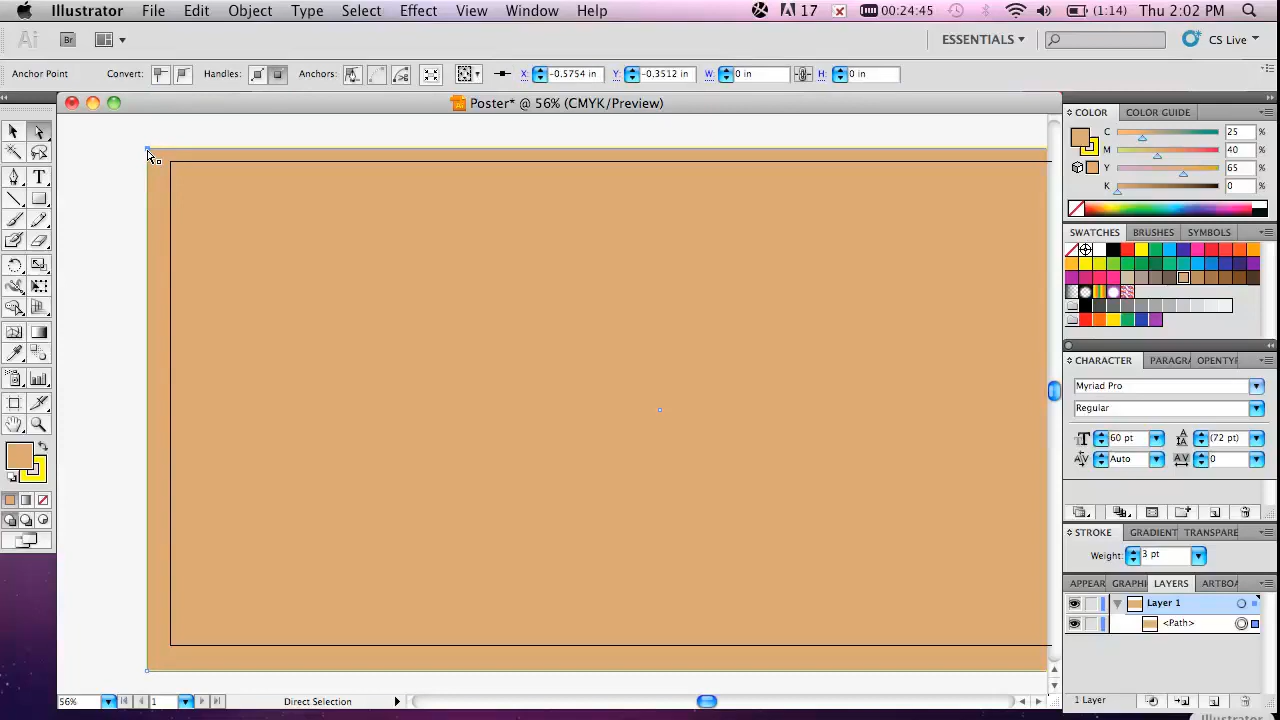 Illustrator File Edit Object Type Select Effect View Window Help 17 00:24:45 (1:14) Thu 2:02 PM
Ai Br ESSENTIALS CS Live
Anchor Point Convert: Handles: Anchors: X: -0.5754 in Y: -0.3512 in W: 0 in H: 0 in
Poster* @ 56% (CMYK/Preview)
COLOR COLOR GUIDE
C 25 %
M 40 %
Y 65 %
K 0 %
SWATCHES BRUSHES SYMBOLS
CHARACTER PARAGRA OPENTY
Myriad Pro
Regular
60 pt (72 pt)
Auto 0
STROKE GRADIENT TRANSPARE
Weight: 3 pt
APPEAR GRAPHI LAYERS ARTBOA
Layer 1
<Path>
1 Layer
56% 1 Direct Selection